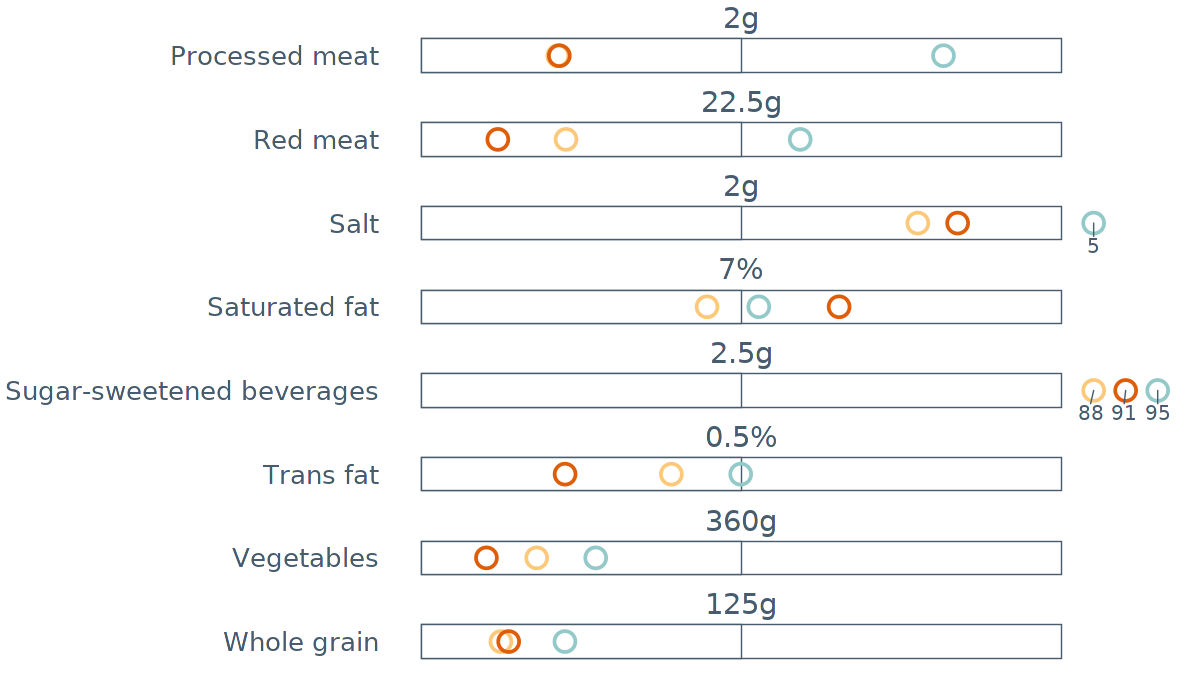 2g
Processed meat
22.5g
Red meat
2g
Salt
5
7%
Saturated fat
2.5g
Sugar-sweetened beverages
88 91 95
0.5%
Trans fat
360g
Vegetables
125g
Whole grain